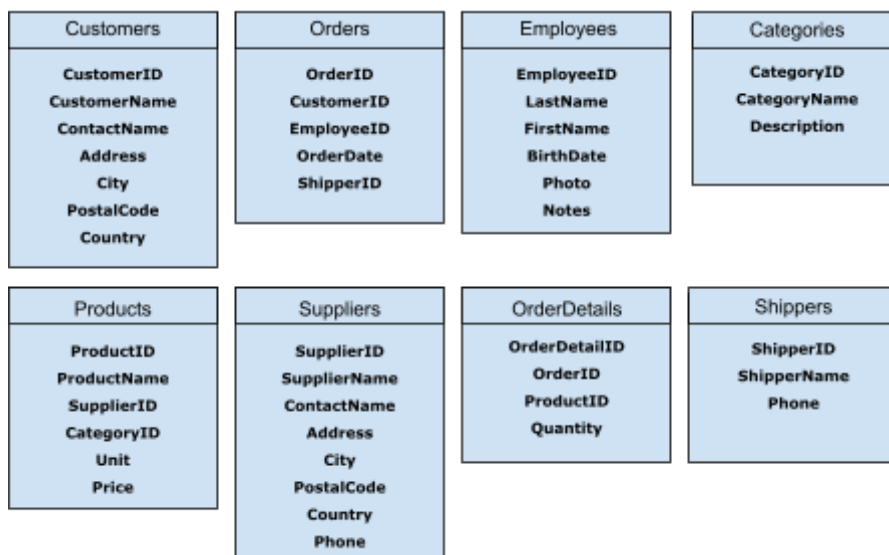 Customers
CustomerID
CustomerName
ContactName
Address
City
PostalCode
Country
Orders
OrderID
CustomerID
EmployeeID
OrderDate
ShipperID
Employees
EmployeeID
LastName
FirstName
BirthDate
Photo
Notes
Categories
CategoryID
CategoryName
Description
Products
ProductID
ProductName
SupplierID
CategoryID
Unit
Price
Suppliers
SupplierID
SupplierName
ContactName
Address
City
PostalCode
Country
Phone
OrderDetails
OrderDetailID
OrderID
ProductID
Quantity
Shippers
ShipperID
ShipperName
Phone